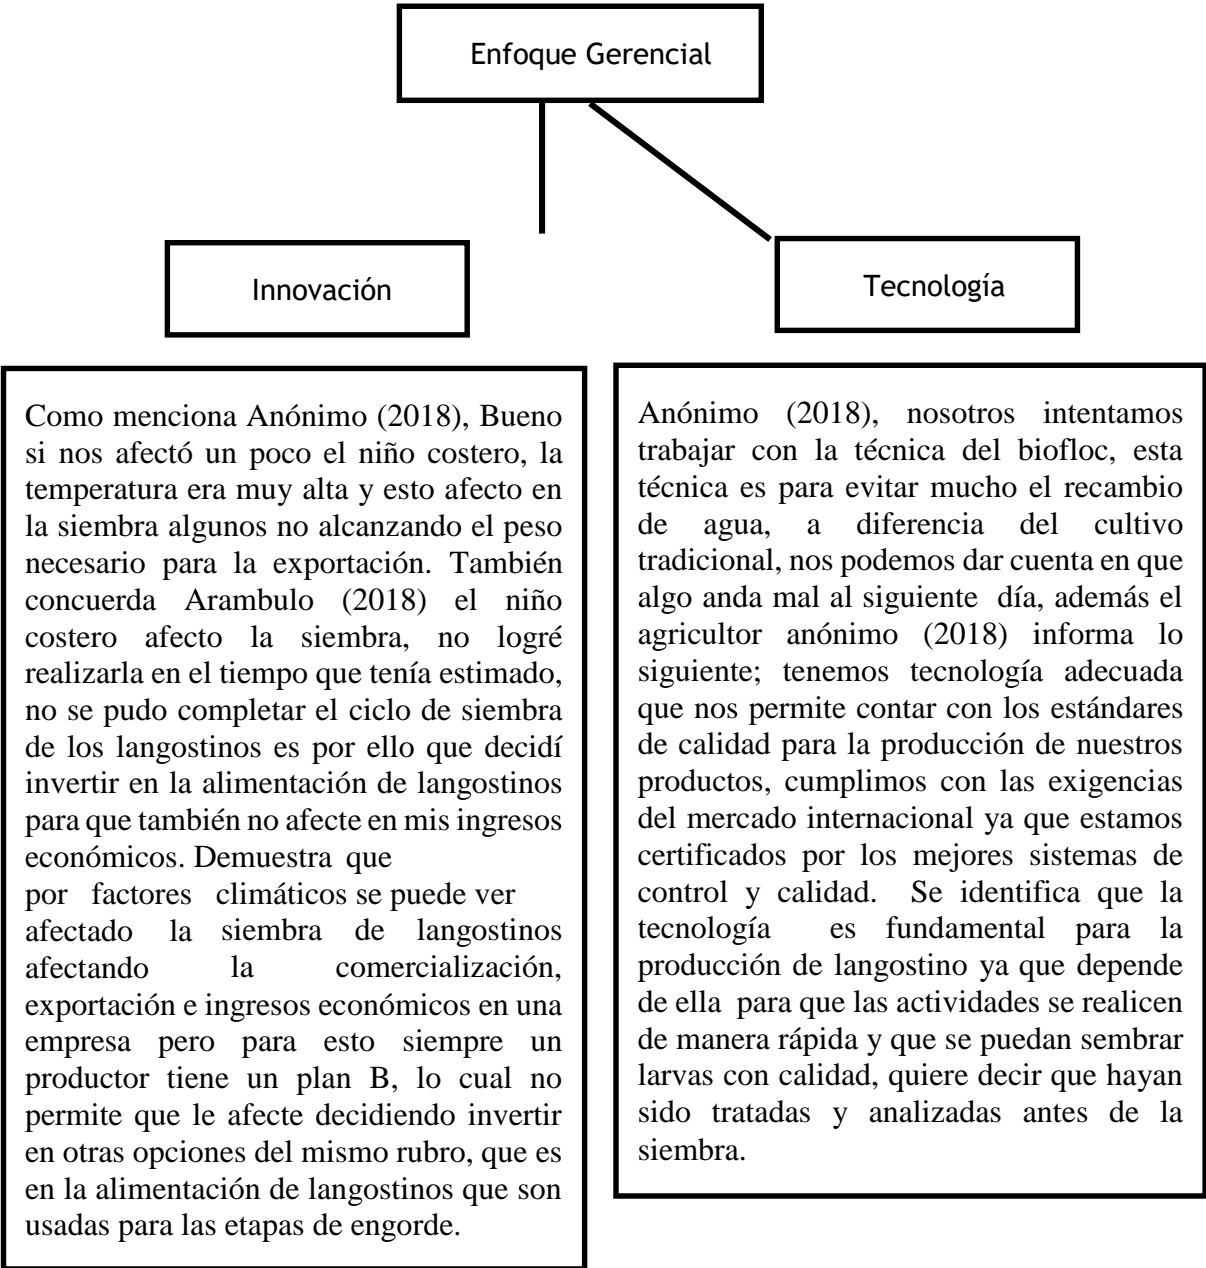 Enfoque Gerencial
Innovación
Tecnología
Como menciona Anónimo (2018), Bueno
si nos afectó un poco el niño costero, la
temperatura era muy alta y esto afecto en
la siembra algunos no alcanzando el peso
necesario para la exportación. También
concuerda Arambulo (2018) el niño
costero afecto la siembra, no logré
realizarla en el tiempo que tenía estimado,
no se pudo completar el ciclo de siembra
de los langostinos es por ello que decidí
invertir en la alimentación de langostinos
para que también no afecte en mis ingresos
económicos. Demuestra que
por factores climáticos se puede ver
afectado la siembra de langostinos
afectando la comercialización,
exportación e ingresos económicos en una
empresa pero para esto siempre un
productor tiene un plan B, lo cual no
permite que le afecte decidiendo invertir
en otras opciones del mismo rubro, que es
en la alimentación de langostinos que son
usadas para las etapas de engorde.
Anónimo (2018), nosotros intentamos
trabajar con la técnica del biofloc, esta
técnica es para evitar mucho el recambio
de agua, a diferencia del cultivo
tradicional, nos podemos dar cuenta en que
algo anda mal al siguiente día, además el
agricultor anónimo (2018) informa lo
siguiente; tenemos tecnología adecuada
que nos permite contar con los estándares
de calidad para la producción de nuestros
productos, cumplimos con las exigencias
del mercado internacional ya que estamos
certificados por los mejores sistemas de
control y calidad. Se identifica que la
tecnología es fundamental para la
producción de langostino ya que depende
de ella para que las actividades se realicen
de manera rápida y que se puedan sembrar
larvas con calidad, quiere decir que hayan
sido tratadas y analizadas antes de la
siembra.